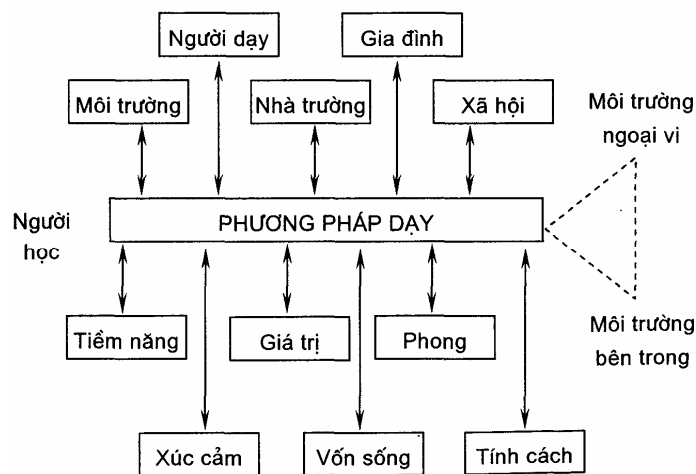 Người dạy
Gia đình
Môi trường
Nhà trường
Xã hội
Môi trường
ngoại vi
Người
học
PHƯƠNG PHÁP DẠY
Tiềm năng
Giá trị
Phong
Môi trường
bên trong
Xúc cảm
Vốn sống
Tính cách